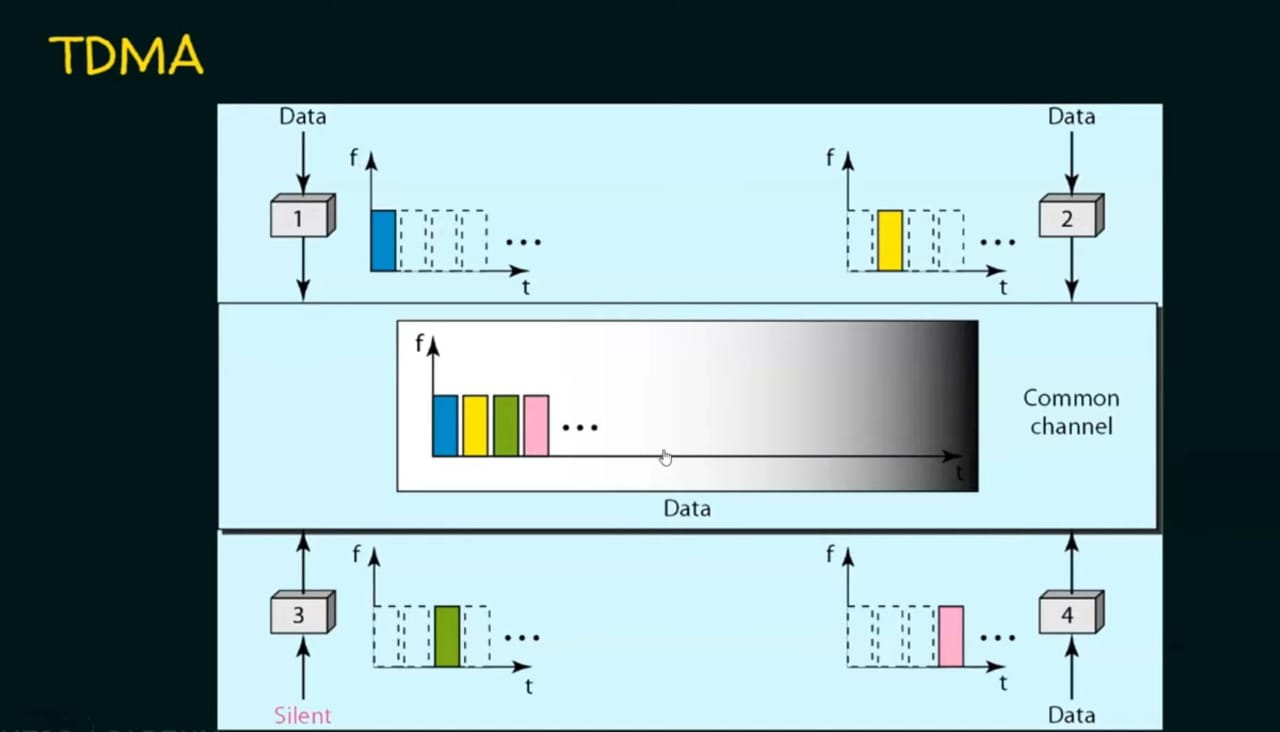 TDMA
Data
Data
f
f
1
2
...
...
t
t
f
...
t
Common
channel
Data
f
f
3
4
...
...
t
t
Silent
Data